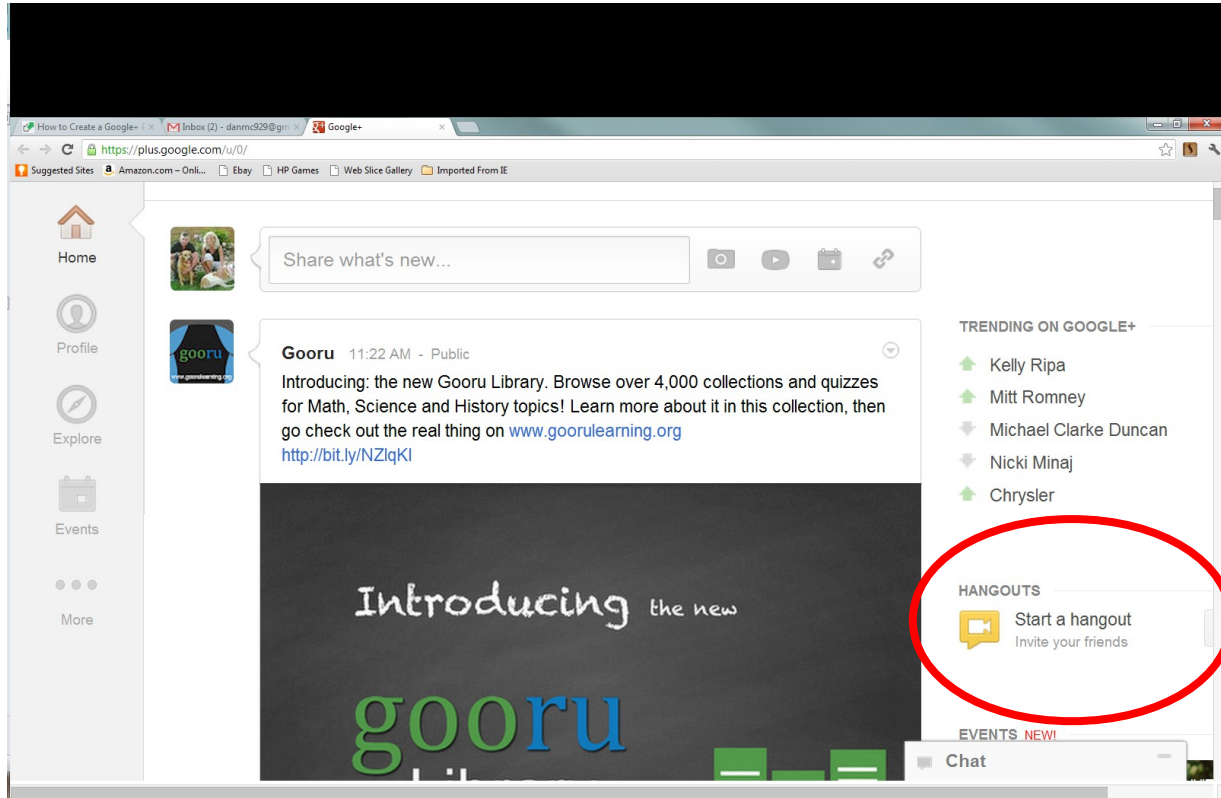 How to Create a Google+
Inbox (2) - danmc929@gm
Google+
https://plus.google.com/u/0/
Suggested Sites
Amazon.com – Onli...
Ebay
HP Games
Web Slice Gallery
Imported From IE
Home
Profile
Explore
Events
More
Share what's new...
gooru
www.goorulearning.org
Gooru 11:22 AM - Public
Introducing: the new Gooru Library. Browse over 4,000 collections and quizzes
for Math, Science and History topics! Learn more about it in this collection, then
go check out the real thing on www.goorulearning.org
http://bit.ly/NZlqKI
Introducing the new
gooru
Library
TRENDING ON GOOGLE+
Kelly Ripa
Mitt Romney
Michael Clarke Duncan
Nicki Minaj
Chrysler
HANGOUTS
Start a hangout
Invite your friends
EVENTS NEW!
Chat